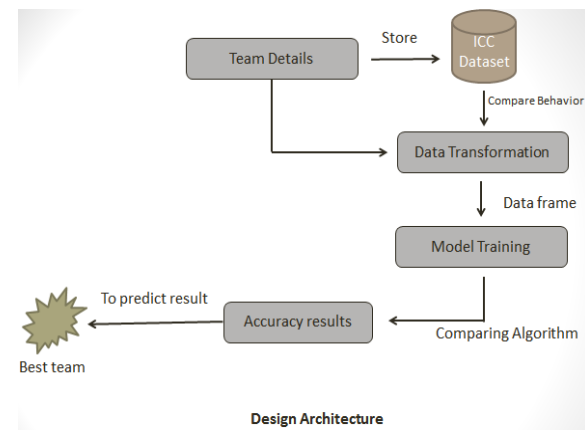 Team Details
Store
ICC
Dataset
Compare Behavior
Data Transformation
Data frame
Model Training
To predict result
Accuracy results
Comparing Algorithm
Best team
Design Architecture